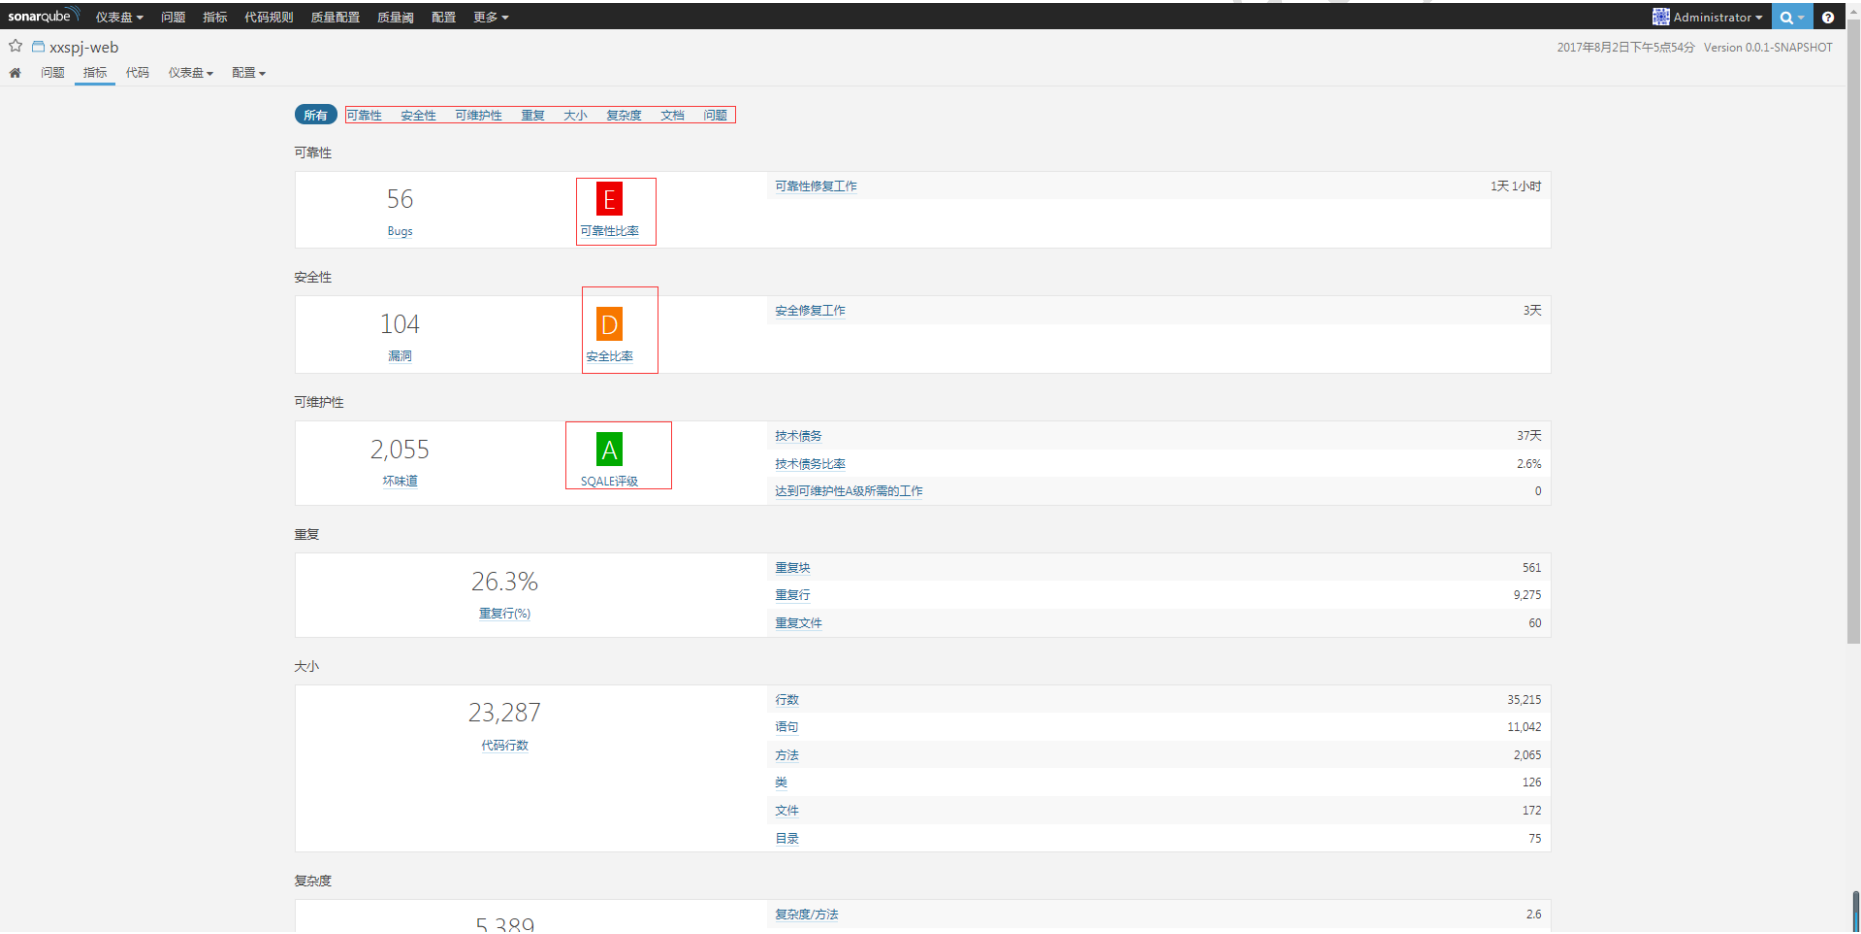 sonarqube 仪表盘 问题 指标 代码规则 质量配置 质量阈 配置 更多 Administrator ?
xxspj-web 2017年8月2日下午5点54分 Version 0.0.1-SNAPSHOT
问题 指标 代码 仪表盘 配置
所有 可靠性 安全性 可维护性 重复 大小 复杂度 文档 问题
可靠性
56 E 可靠性修复工作 1天 1小时
Bugs 可靠性比率
安全性
104 D 安全修复工作 3天
漏洞 安全比率
可维护性
2,055 A 技术债务 37天
技术债务比率 2.6%
坏味道 SQALE评级 达到可维护性A级所需的工作 0
重复
26.3% 重复块 561
重复行 9,275
重复行(%) 重复文件 60
大小
23,287 行数 35,215
语句 11,042
代码行数 方法 2,065
类 126
文件 172
目录 75
复杂度
5,389 复杂度/方法 2.6